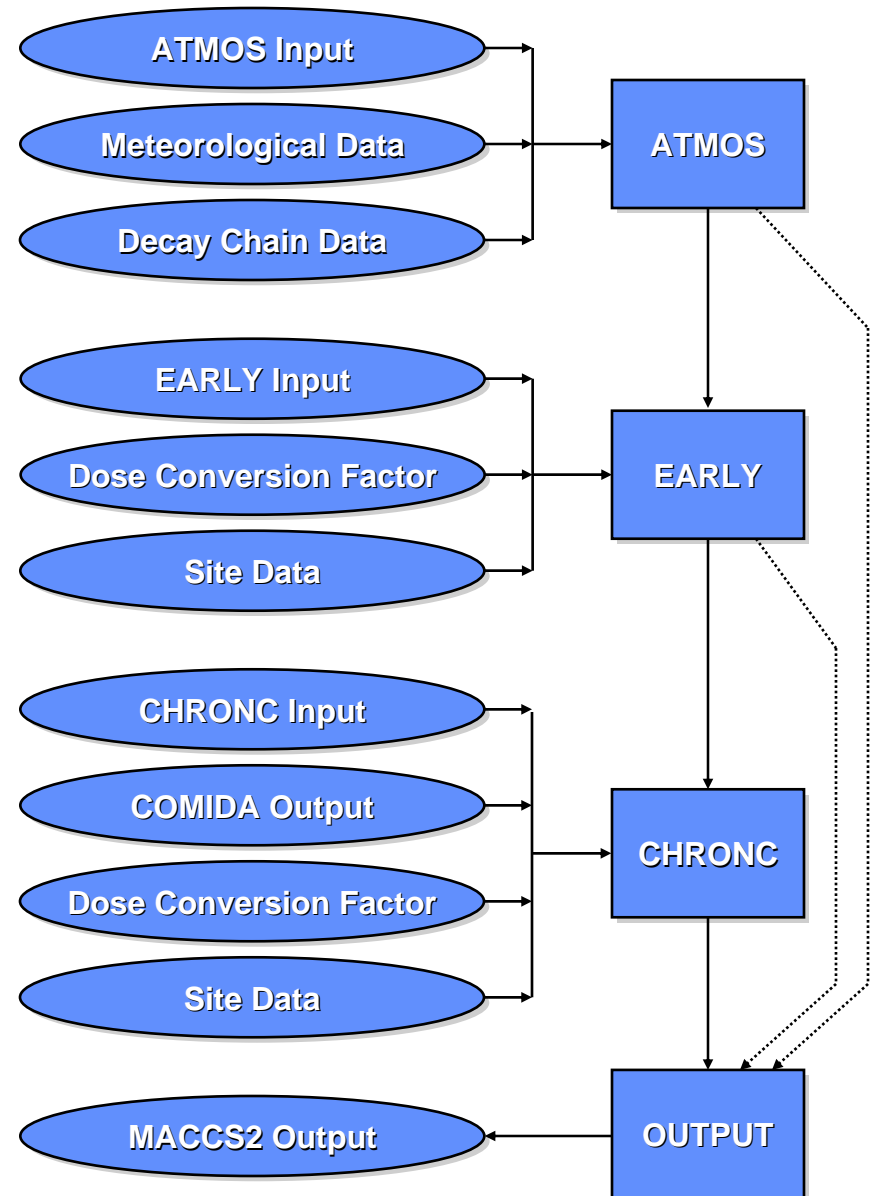 ATMOS Input
Meteorological Data
ATMOS
Decay Chain Data
EARLY Input
Dose Conversion Factor
EARLY
Site Data
CHRONC Input
COMIDA Output
CHRONC
Dose Conversion Factor
Site Data
MACCS2 Output
OUTPUT